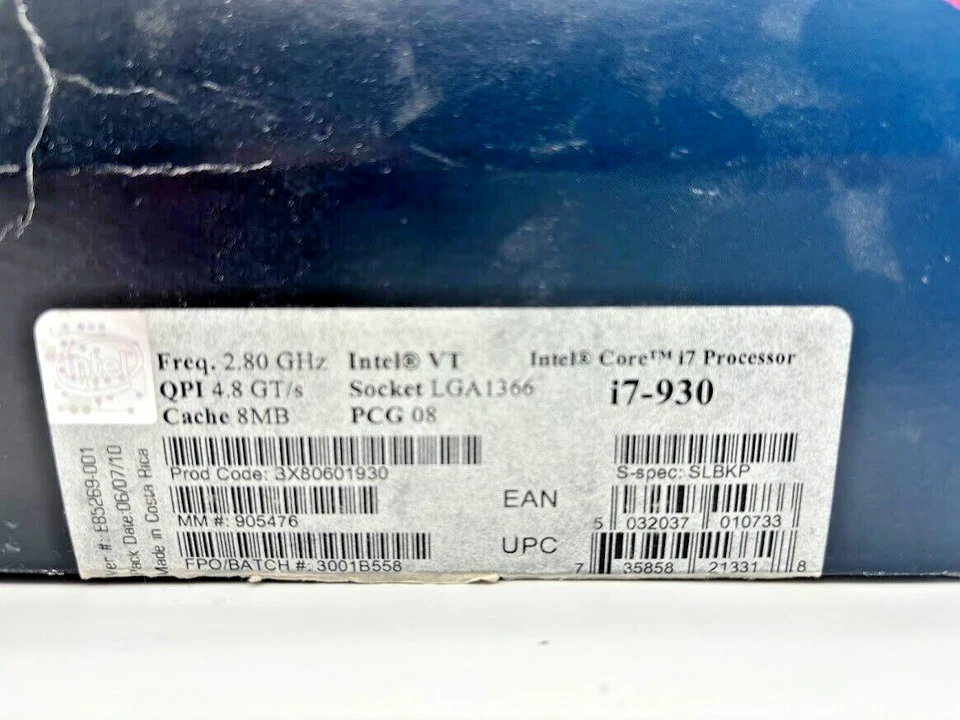 intel
Freq. 2.80 GHz Intel® VT Intel® Core™ i7 Processor
QPI 4.8 GT/s Socket LGA1366 i7-930
Cache 8MB PCG 08
Prod Code: BX80601930 S-spec: SLBKP
MM #: 905476
EAN 5 032037 010733
FPO/BATCH #: 3001B558
UPC 7 35858 21331 8
Ver #: E85269-001
Pack Date:06/07/10
Made in Costa Rica